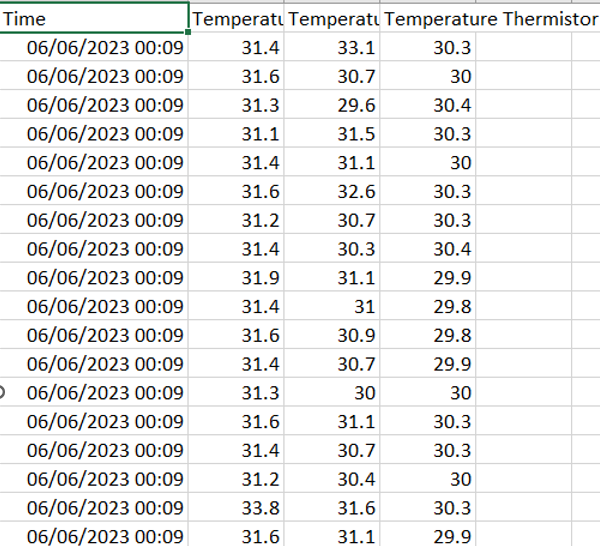 Time Temperatu Temperatu Temperature Thermistor
06/06/2023 00:09 31.4 33.1 30.3
06/06/2023 00:09 31.6 30.7 30
06/06/2023 00:09 31.3 29.6 30.4
06/06/2023 00:09 31.1 31.5 30.3
06/06/2023 00:09 31.4 31.1 30
06/06/2023 00:09 31.6 32.6 30.3
06/06/2023 00:09 31.2 30.7 30.3
06/06/2023 00:09 31.4 30.3 30.4
06/06/2023 00:09 31.9 31.1 29.9
06/06/2023 00:09 31.4 31 29.8
06/06/2023 00:09 31.6 30.9 29.8
06/06/2023 00:09 31.4 30.7 29.9
06/06/2023 00:09 31.3 30 30
06/06/2023 00:09 31.6 31.1 30.3
06/06/2023 00:09 31.4 30.7 30.3
06/06/2023 00:09 31.2 30.4 30
06/06/2023 00:09 33.8 31.6 30.3
06/06/2023 00:09 31.6 31.1 29.9